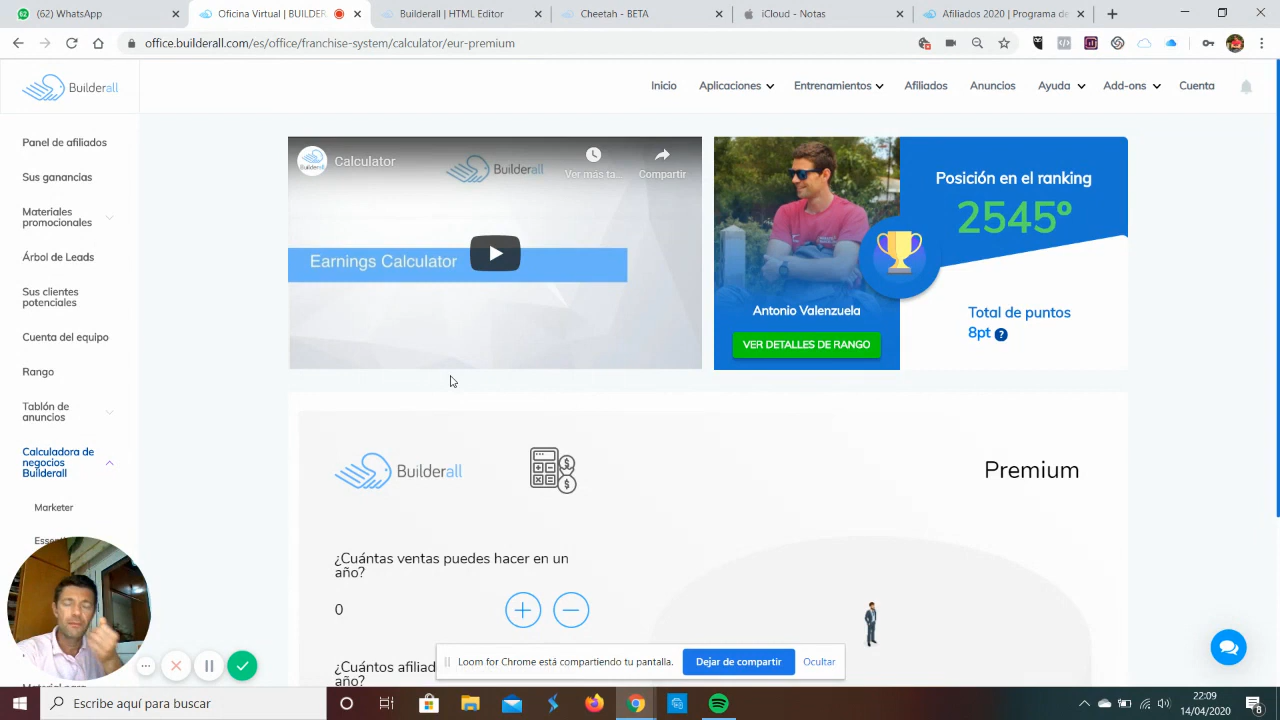 WhatsApp
Oficina Virtual | BUILDER
Builderall | HTML Editor
Cheetah - BETA
iCloud - Notas
Afiliados 2020 | Programa de
office.builderall.com/es/office/franchise-system/calculator/eur-premium
Builderall
Inicio
Aplicaciones
Entrenamientos
Afiliados
Anuncios
Ayuda
Add-ons
Cuenta
Panel de afiliados
Sus ganancias
Materiales
promocionales
Árbol de Leads
Sus clientes
potenciales
Cuenta del equipo
Rango
Tablón de
anuncios
Calculadora de
negocios
Builderall
Marketer
Calculator
Builderall
Ver más ta...
Compartir
Earnings Calculator
Antonio Valenzuela
VER DETALLES DE RANGO
Posición en el ranking
2545º
Total de puntos
8pt ?
Builderall
Premium
¿Cuántas ventas puedes hacer en un
año?
0
¿Cuántos afiliad
año?
Loom for Chrome está compartiendo tu pantalla.
Dejar de compartir
Ocultar
Escribe aquí para buscar
22:09
14/04/2020
8